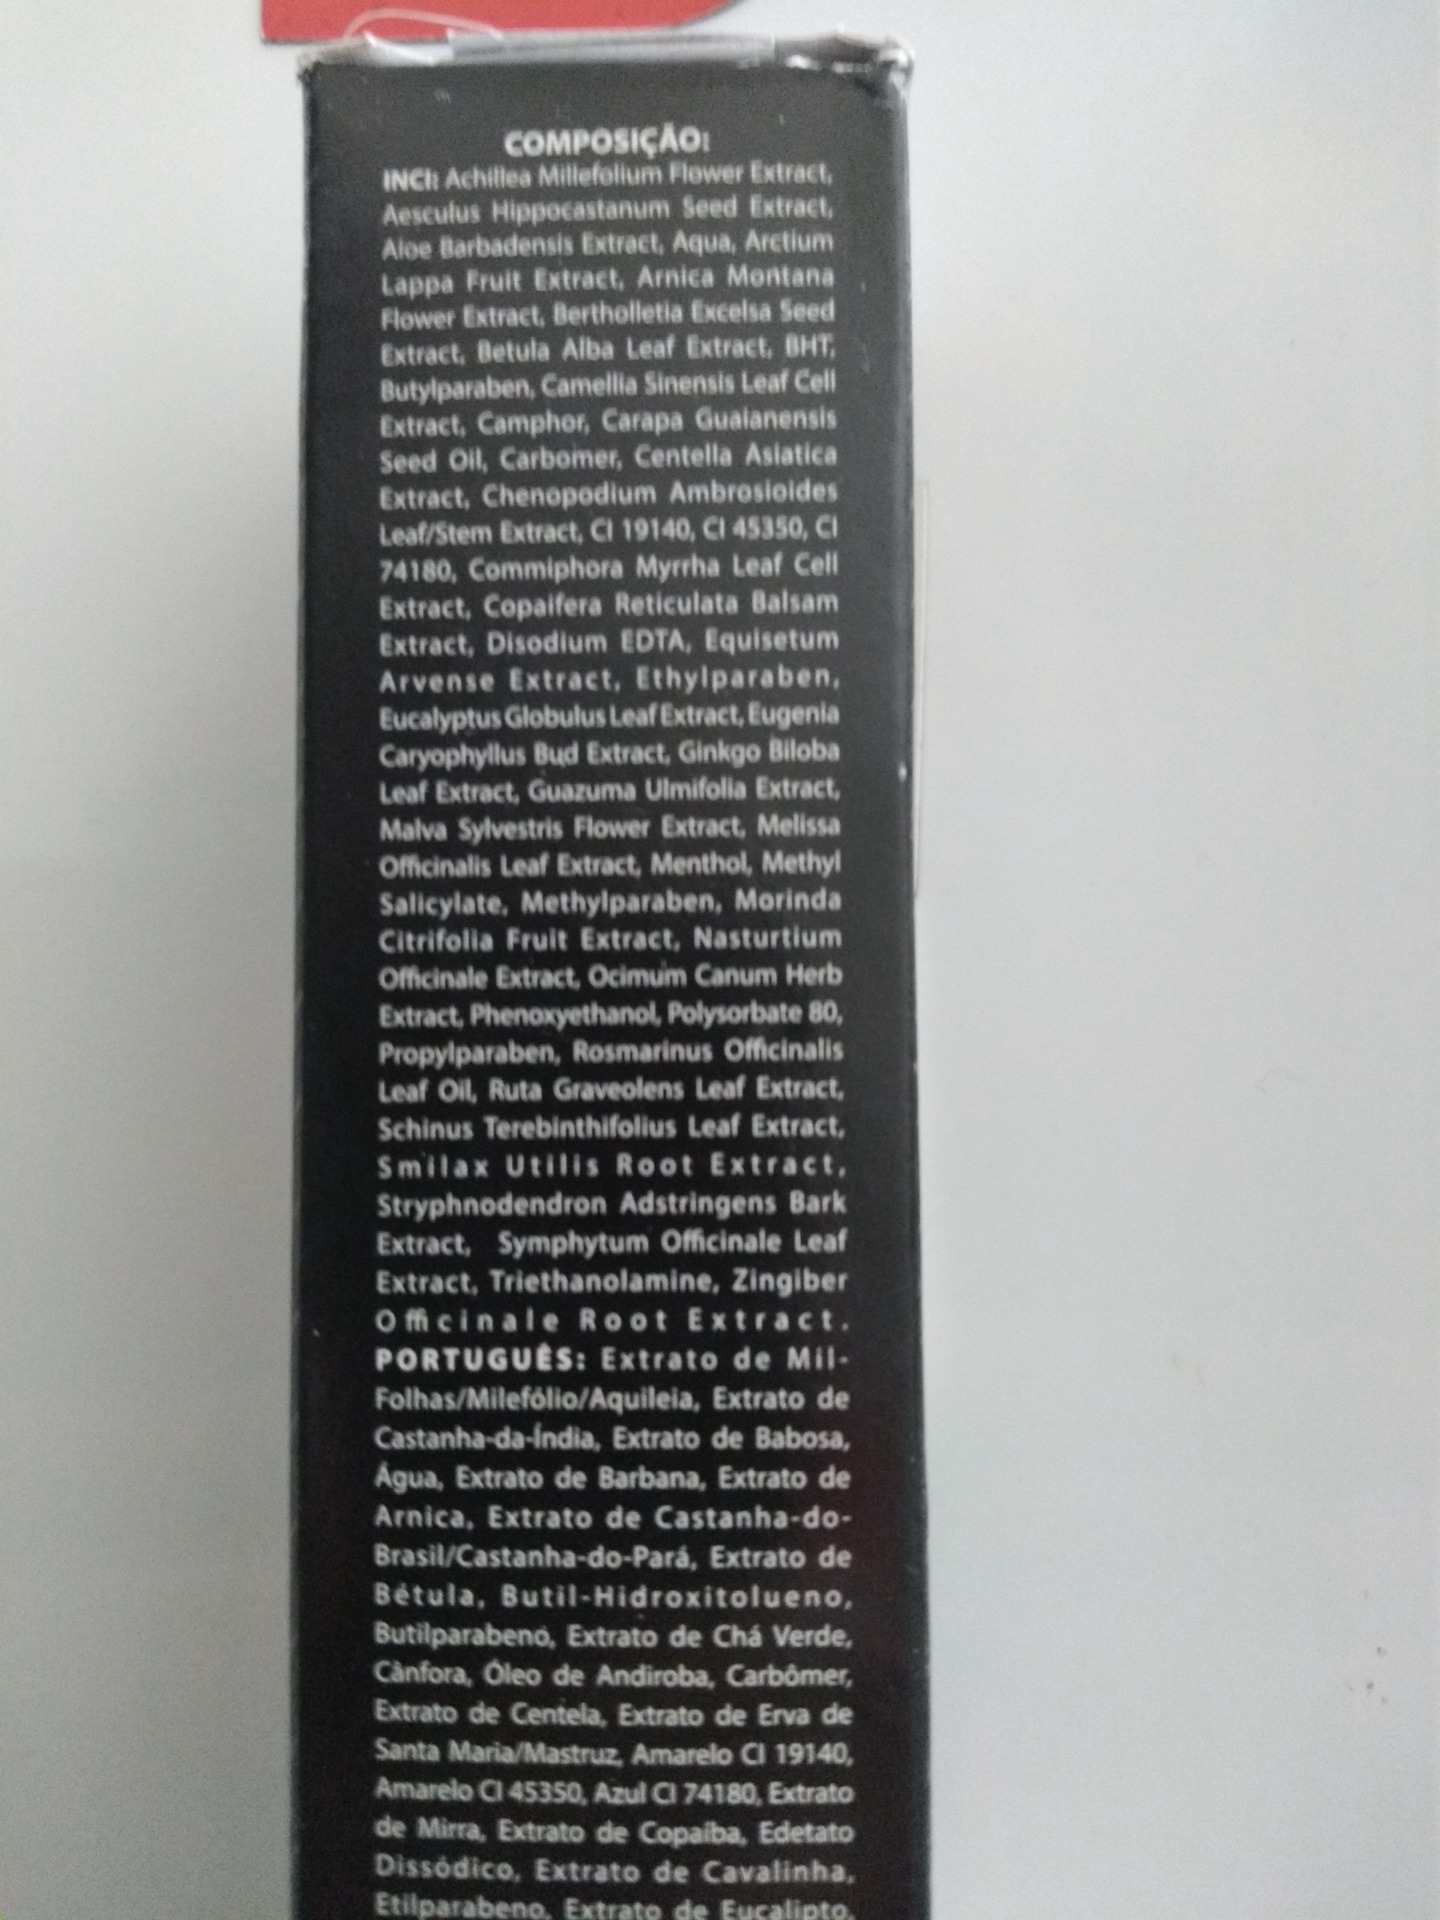 COMPOSIÇÃO:
INCI: Achillea Millefolium Flower Extract,
Aesculus Hippocastanum Seed Extract,
Aloe Barbadensis Extract, Aqua, Arctium
Lappa Fruit Extract, Arnica Montana
Flower Extract, Bertholletia Excelsa Seed
Extract, Betula Alba Leaf Extract, BHT,
Butylparaben, Camellia Sinensis Leaf Cell
Extract, Camphor, Carapa Guaianensis
Seed Oil, Carbomer, Centella Asiatica
Extract, Chenopodium Ambrosioides
Leaf/Stem Extract, CI 19140, CI 45350, CI
74180, Commiphora Myrrha Leaf Cell
Extract, Copaifera Reticulata Balsam
Extract, Disodium EDTA, Equisetum
Arvense Extract, Ethylparaben,
Eucalyptus Globulus Leaf Extract, Eugenia
Caryophyllus Bud Extract, Ginkgo Biloba
Leaf Extract, Guazuma Ulmifolia Extract,
Malva Sylvestris Flower Extract, Melissa
Officinalis Leaf Extract, Menthol, Methyl
Salicylate, Methylparaben, Morinda
Citrifolia Fruit Extract, Nasturtium
Officinale Extract, Ocimum Canum Herb
Extract, Phenoxyethanol, Polysorbate 80,
Propylparaben, Rosmarinus Officinalis
Leaf Oil, Ruta Graveolens Leaf Extract,
Schinus Terebinthifolius Leaf Extract,
Smilax Utilis Root Extract,
Stryphnodendron Adstringens Bark
Extract, Symphytum Officinale Leaf
Extract, Triethanolamine, Zingiber
Officinale Root Extract.
PORTUGUÊS: Extrato de Mil-
Folhas/Milefólio/Aquileia, Extrato de
Castanha-da-Índia, Extrato de Babosa,
Água, Extrato de Barbana, Extrato de
Arnica, Extrato de Castanha-do-
Brasil/Castanha-do-Pará, Extrato de
Bétula, Butil-Hidroxitolueno,
Butilparabeno, Extrato de Chá Verde,
Cânfora, Óleo de Andiroba, Carbômer,
Extrato de Centela, Extrato de Erva de
Santa Maria/Mastruz, Amarelo CI 19140,
Amarelo CI 45350, Azul CI 74180, Extrato
de Mirra, Extrato de Copaíba, Edetato
Dissódico, Extrato de Cavalinha,
Etilparabeno, Extrato de Eucalipto,